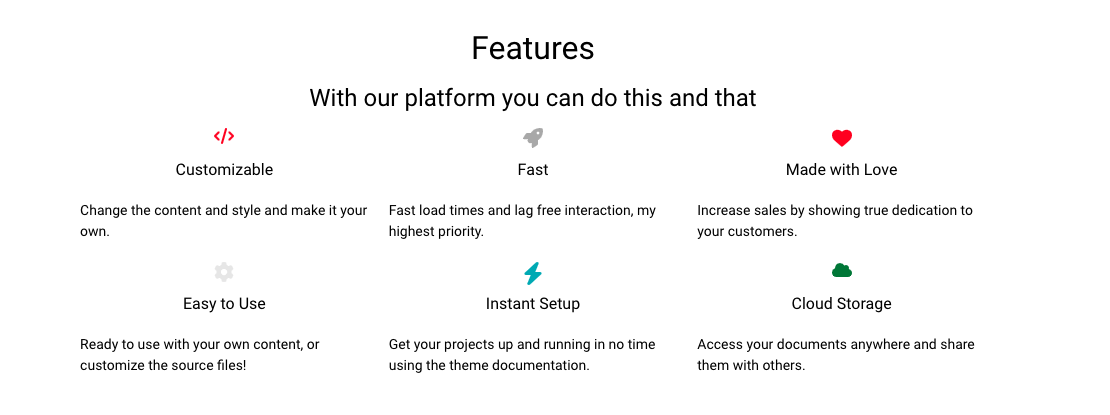 Features
With our platform you can do this and that
Customizable
Change the content and style and make it your
own.
Fast
Fast load times and lag free interaction, my
highest priority.
Made with Love
Increase sales by showing true dedication to
your customers.
Easy to Use
Ready to use with your own content, or
customize the source files!
Instant Setup
Get your projects up and running in no time
using the theme documentation.
Cloud Storage
Access your documents anywhere and share
them with others.